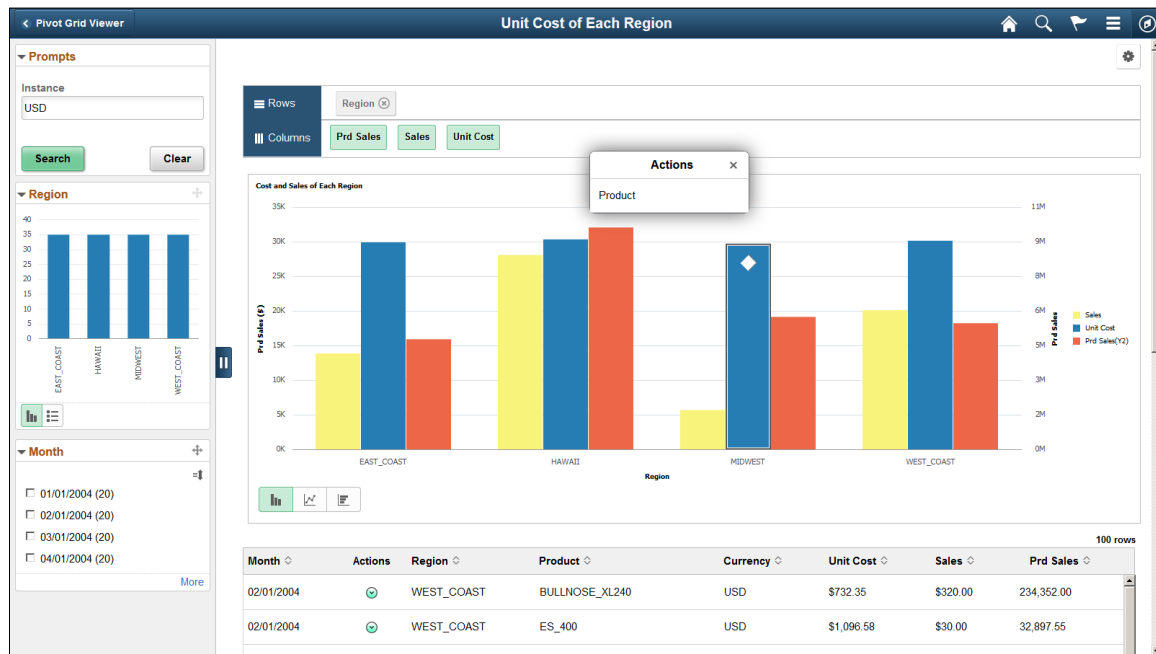 Pivot Grid Viewer
Unit Cost of Each Region
Prompts
Instance
USD
Search Clear
Region
40
35
30
25
20
15
10
5
0
EAST_COAST
HAWAII
MIDWEST
WEST_COAST
Month
01/01/2004 (20)
02/01/2004 (20)
03/01/2004 (20)
04/01/2004 (20)
More
Rows Region
Columns Prd Sales Sales Unit Cost
Actions
Product
Cost and Sales of Each Region
35K 11M
30K 9M
25K 8M
20K 6M
15K 5M
10K 3M
5K 2M
0K 0M
Prd Sales ($)
Prd Sales
Sales
Unit Cost
Prd Sales(Y2)
EAST_COAST HAWAII MIDWEST WEST_COAST
Region
100 rows
Month Actions Region Product Currency Unit Cost Sales Prd Sales
02/01/2004 WEST_COAST BULLNOSE_XL240 USD $732.35 $320.00 234,352.00
02/01/2004 WEST_COAST ES_400 USD $1,096.58 $30.00 32,897.55